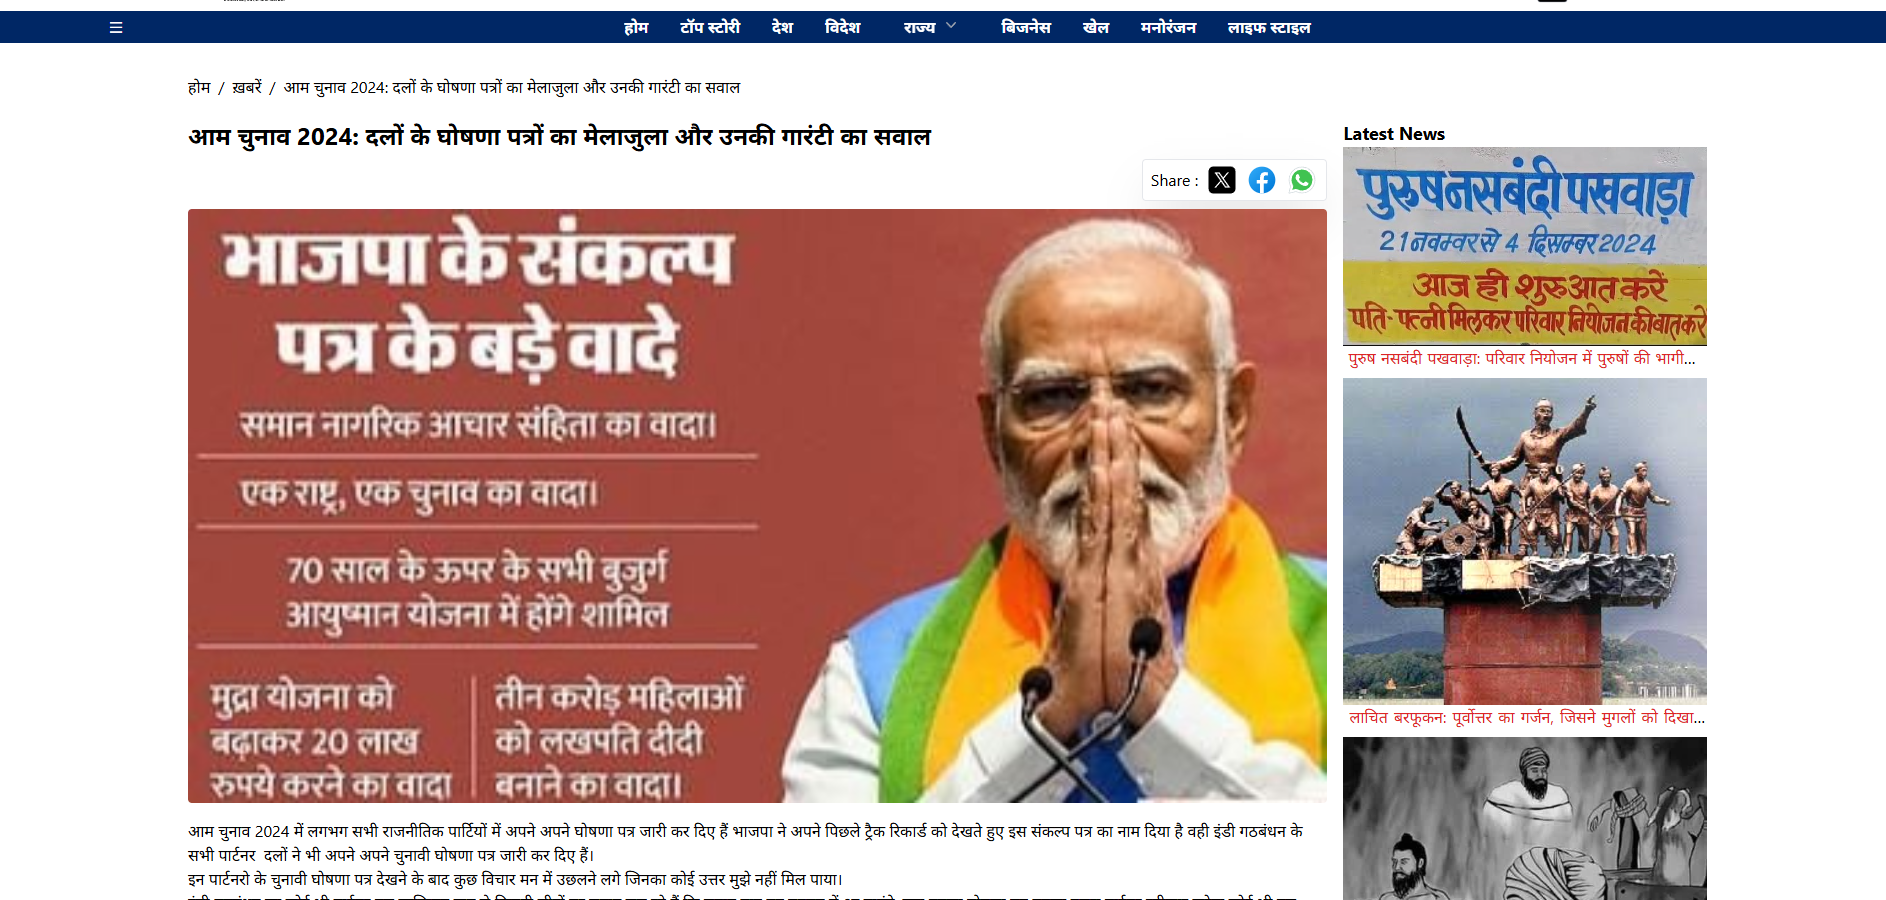 होम टॉप स्टोरी देश विदेश राज्य बिजनेस खेल मनोरंजन लाइफ स्टाइल
होम / ख़बरें / आम चुनाव 2024: दलों के घोषणा पत्रों का मेलाजुला और उनकी गारंटी का सवाल
आम चुनाव 2024: दलों के घोषणा पत्रों का मेलाजुला और उनकी गारंटी का सवाल
Share :
भाजपा के संकल्प
पत्र के बड़े वादे
समान नागरिक आचार संहिता का वादा।
एक राष्ट्र, एक चुनाव का वादा।
70 साल के ऊपर के सभी बुजुर्ग
आयुष्मान योजना में होंगे शामिल
मुद्रा योजना को
बढ़ाकर 20 लाख
रुपये करने का वादा
तीन करोड़ महिलाओं
को लखपति दीदी
बनाने का वादा।
आम चुनाव 2024 में लगभग सभी राजनीतिक पार्टियों में अपने अपने घोषणा पत्र जारी कर दिए हैं भाजपा ने अपने पिछले ट्रैक रिकार्ड को देखते हुए इस संकल्प पत्र का नाम दिया है वही इंडी गठबंधन के
सभी पार्टनर दलों ने भी अपने अपने चुनावी घोषणा पत्र जारी कर दिए हैं।
इन पार्टनरो के चुनावी घोषणा पत्र देखने के बाद कुछ विचार मन में उछलने लगे जिनका कोई उत्तर मुझे नहीं मिल पाया।
Latest News
पुरुष नसबंदी पखवाड़ा
21 नवम्वर से 4 दिसम्बर 2024
आज ही शुरुआत करें
पति-पत्नी मिलकर परिवार नियोजन की बात करें
पुरुष नसबंदी पखवाड़ा: परिवार नियोजन में पुरुषों की भागी...
लाचित बरफूकन: पूर्वोत्तर का गर्जन, जिसने मुगलों को दिखा...